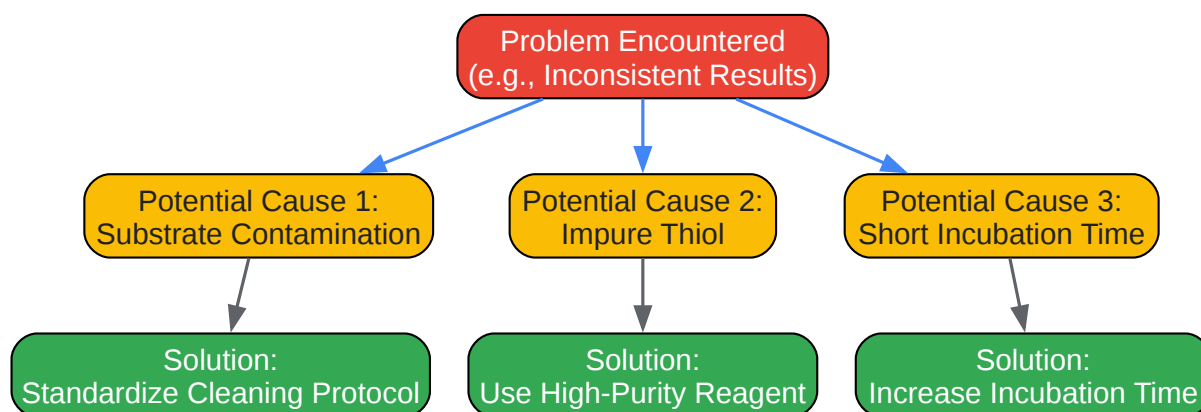 Problem Encountered
(e.g., Inconsistent Results)
Potential Cause 1:
Substrate Contamination
Potential Cause 2:
Impure Thiol
Potential Cause 3:
Short Incubation Time
Solution:
Standardize Cleaning Protocol
Solution:
Use High-Purity Reagent
Solution:
Increase Incubation Time